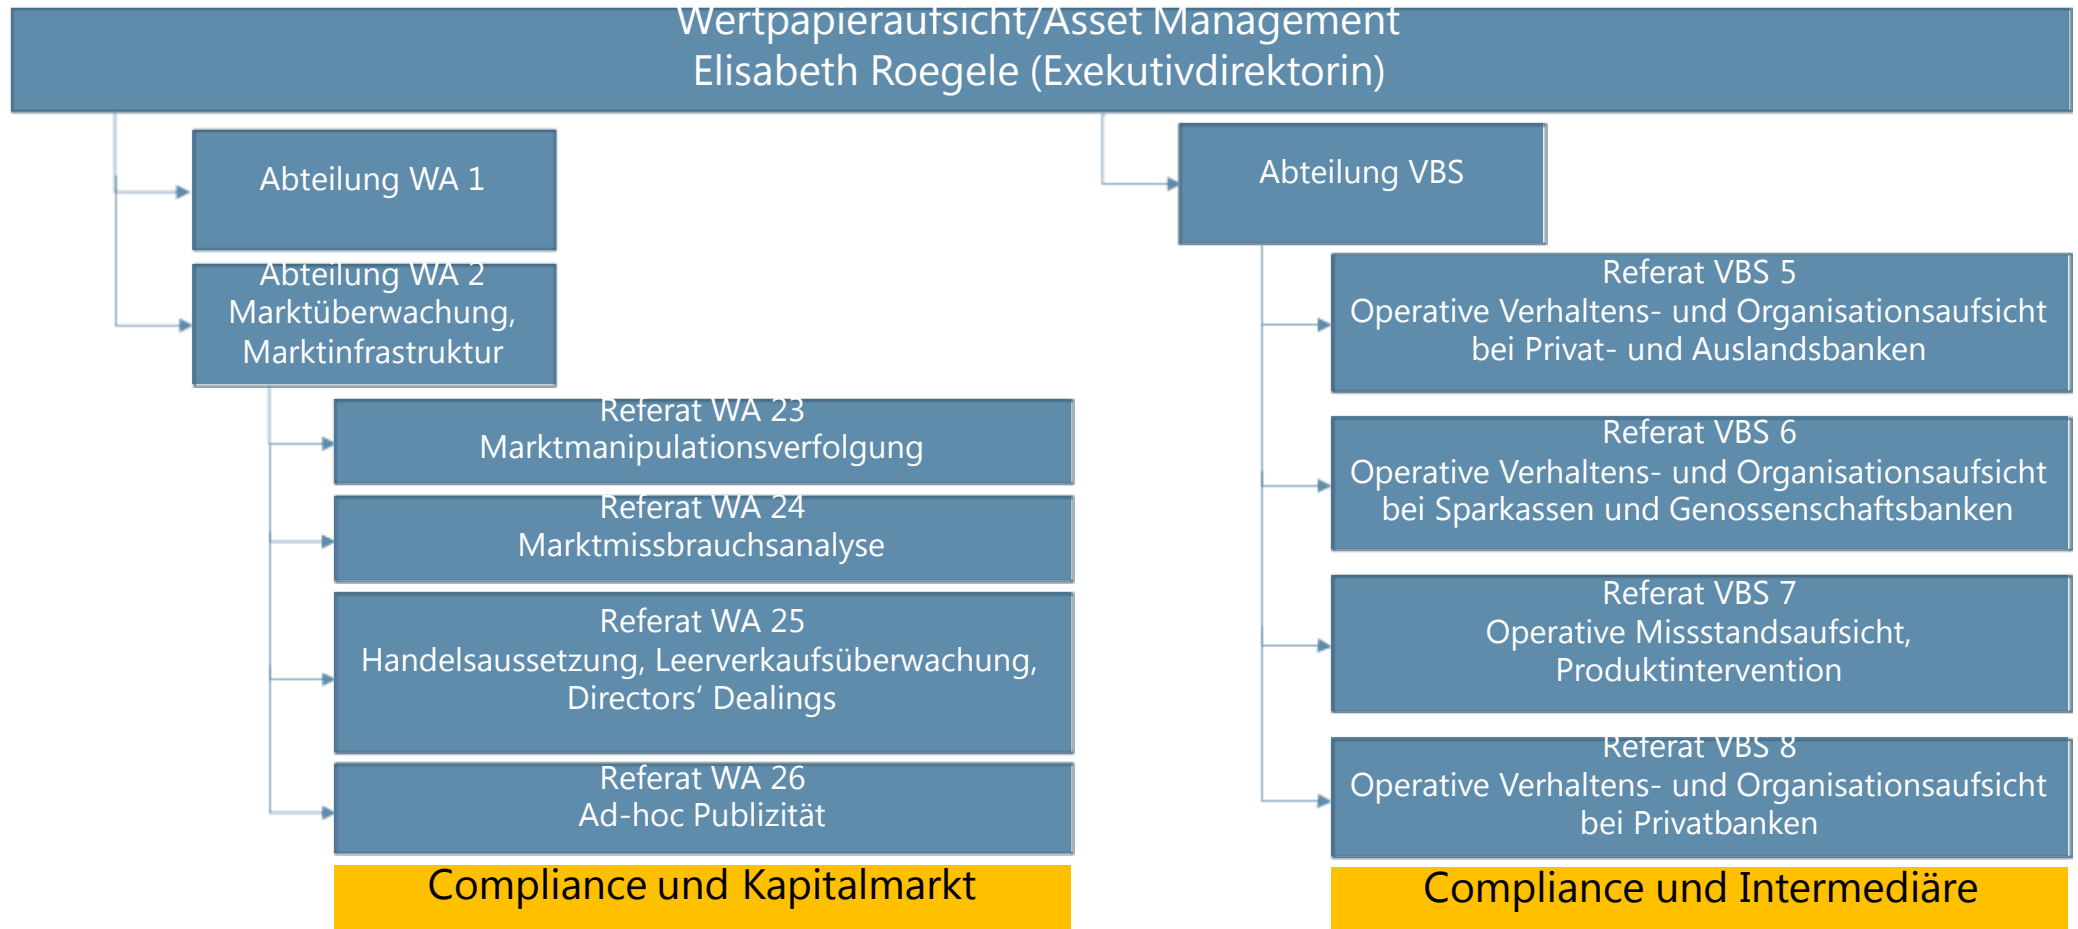 Wertpapieraufsicht/Asset Management
Elisabeth Roegele (Exekutivdirektorin)
Abteilung WA 1
Abteilung WA 2
Marktüberwachung,
Marktinfrastruktur
Referat WA 23
Marktmanipulationsverfolgung
Referat WA 24
Marktmissbrauchsanalyse
Referat WA 25
Handelsaussetzung, Leerverkaufsüberwachung,
Directors‘ Dealings
Referat WA 26
Ad-hoc Publizität
Compliance und Kapitalmarkt
Abteilung VBS
Referat VBS 5
Operative Verhaltens- und Organisationsaufsicht
bei Privat- und Auslandsbanken
Referat VBS 6
Operative Verhaltens- und Organisationsaufsicht
bei Sparkassen und Genossenschaftsbanken
Referat VBS 7
Operative Missstandsaufsicht,
Produktintervention
Referat VBS 8
Operative Verhaltens- und Organisationsaufsicht
bei Privatbanken
Compliance und Intermediäre